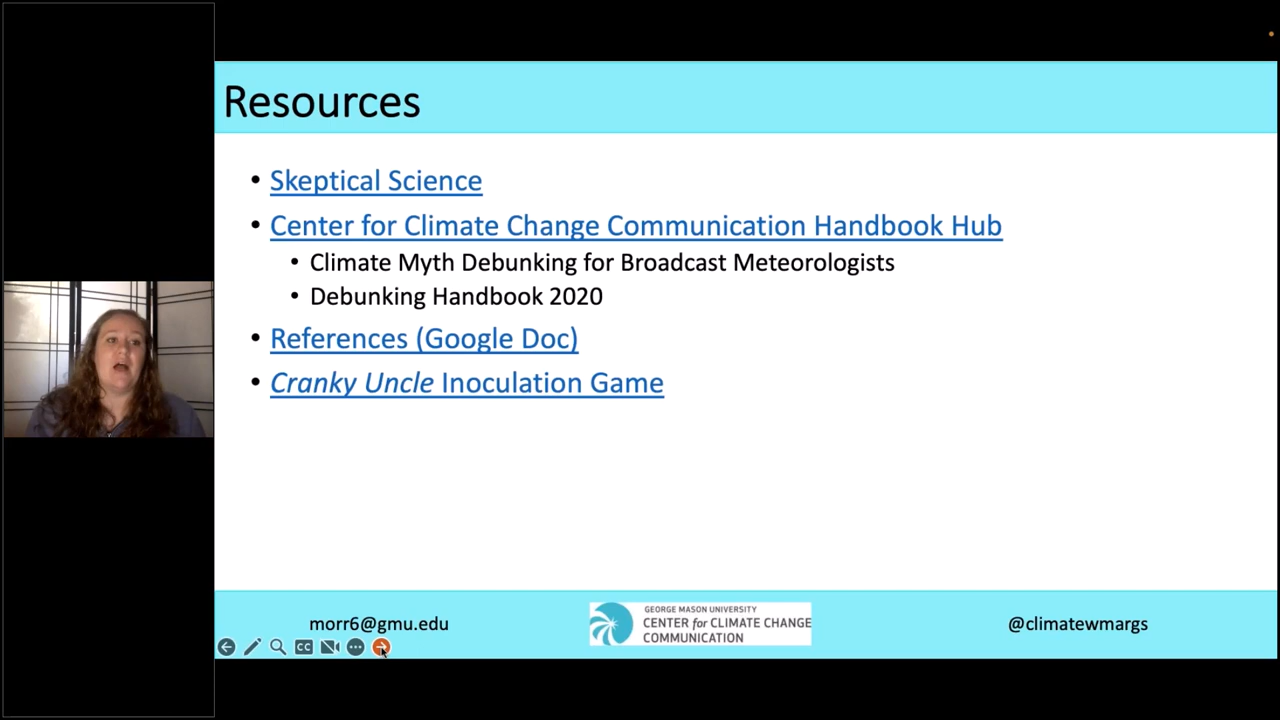 Resources
• Skeptical Science
• Center for Climate Change Communication Handbook Hub
• Climate Myth Debunking for Broadcast Meteorologists
• Debunking Handbook 2020
• References (Google Doc)
• Cranky Uncle Inoculation Game
morr6@gmu.edu
GEORGE MASON UNIVERSITY
CENTER for CLIMATE CHANGE
COMMUNICATION
@climatewmargs
CC